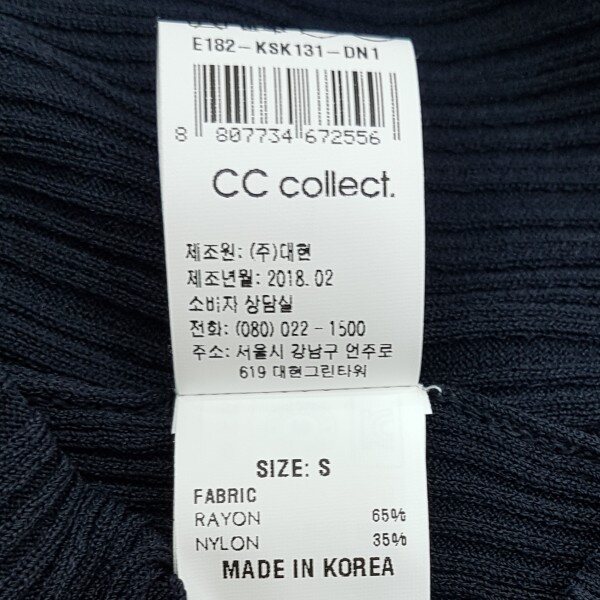 E182-KSK131-DN1
8 807734 672556
CC collect.
제조원: (주)대현
제조년월: 2018. 02
소비자 상담실
전화: (080) 022 - 1500
주소: 서울시 강남구 언주로
619 대현그린타워
SIZE: S
FABRIC
RAYON 65%
NYLON 35%
MADE IN KOREA